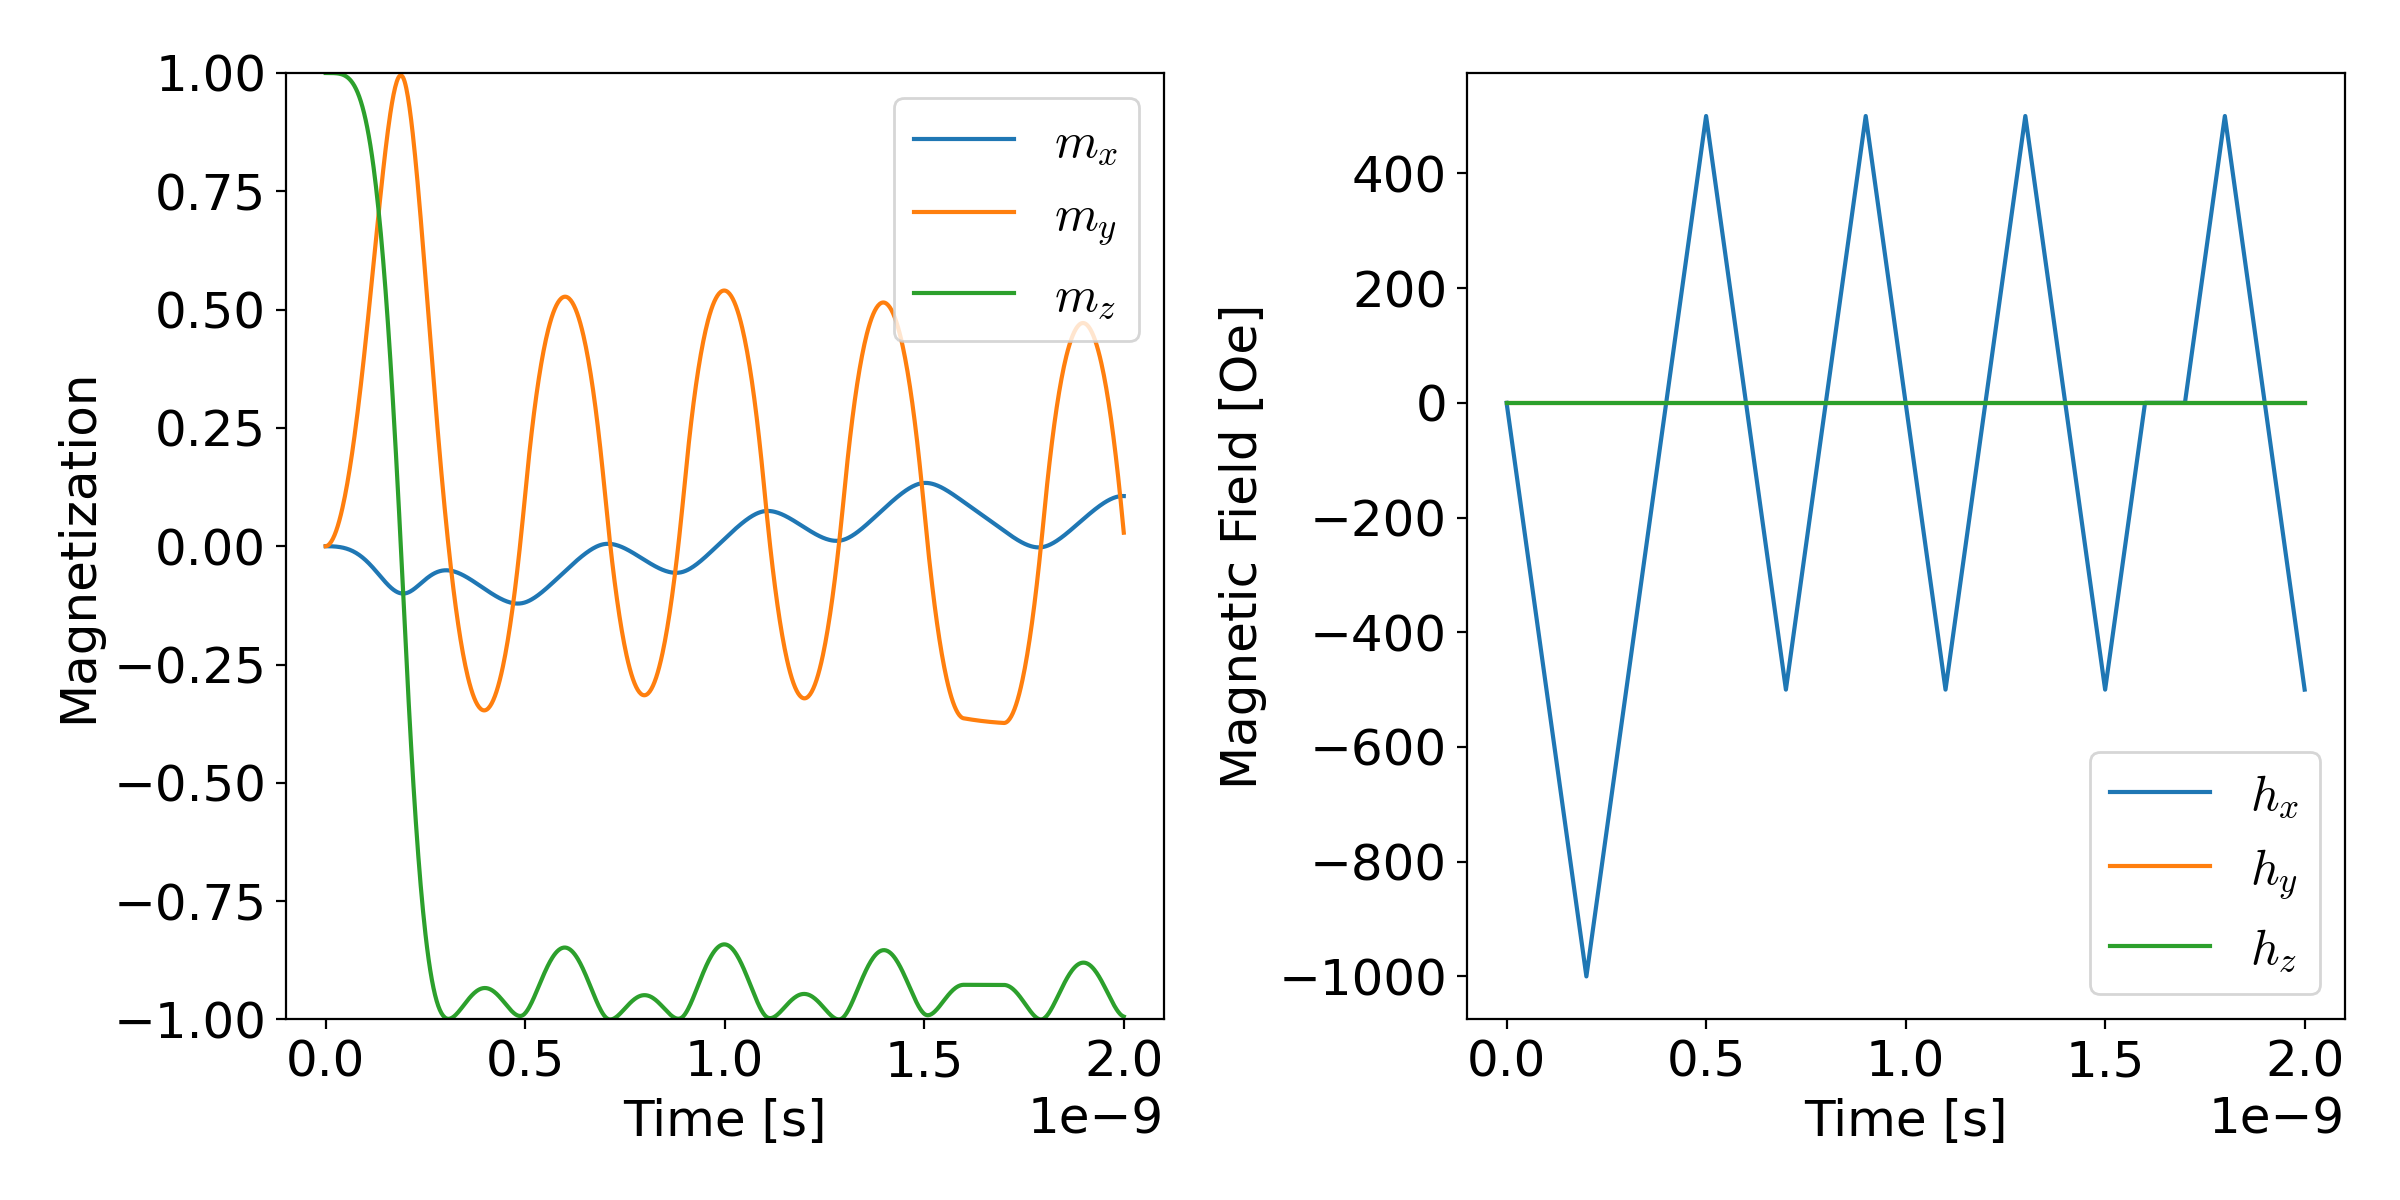 1.00
0.75
0.50
0.25
0.00
−0.25
−0.50
−0.75
−1.00
Magnetization
0.0 0.5 1.0 1.5 2.0
Time [s]
1e−9
m_x
m_y
m_z
400
200
0
−200
−400
−600
−800
−1000
Magnetic Field [Oe]
0.0 0.5 1.0 1.5 2.0
Time [s]
1e−9
h_x
h_y
h_z